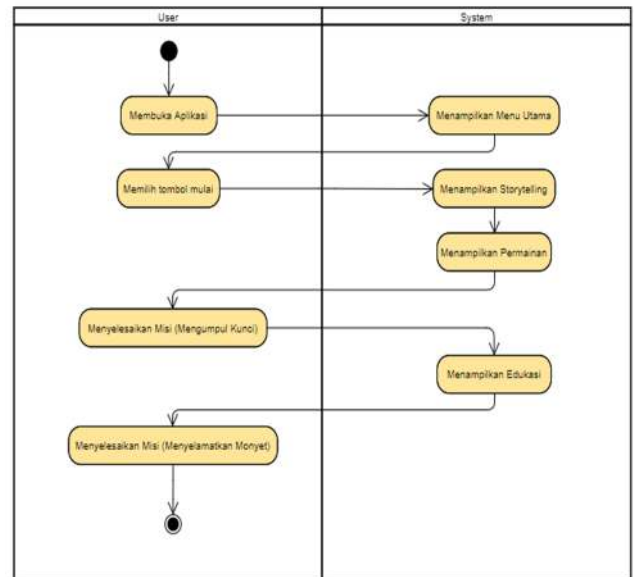 User
System
Membuka Aplikasi
Menampilkan Menu Utama
Memilih tombol mulai
Menampilkan Storytelling
Menampilkan Permainan
Menyelesaikan Misi (Mengumpul Kunci)
Menampilkan Edukasi
Menyelesaikan Misi (Menyelamatkan Monyet)